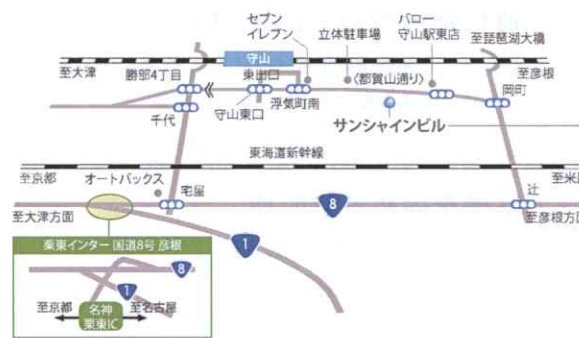 セブン
イレブン
立体駐車場
バロー
守山駅東店
至琵琶湖大橋
守山
至大津
勝部4丁目
東出口
〈都賀山通り〉
至彦根
岡町
千代
守山東口
浮気町南
サンシャインビル
東海道新幹線
至京都
オートバックス
宅屋
辻
至米原
至大津方面
8
至彦根方面
1
栗東インター 国道8号 彦根
8
1
至京都
名神
栗東IC
至名古屋